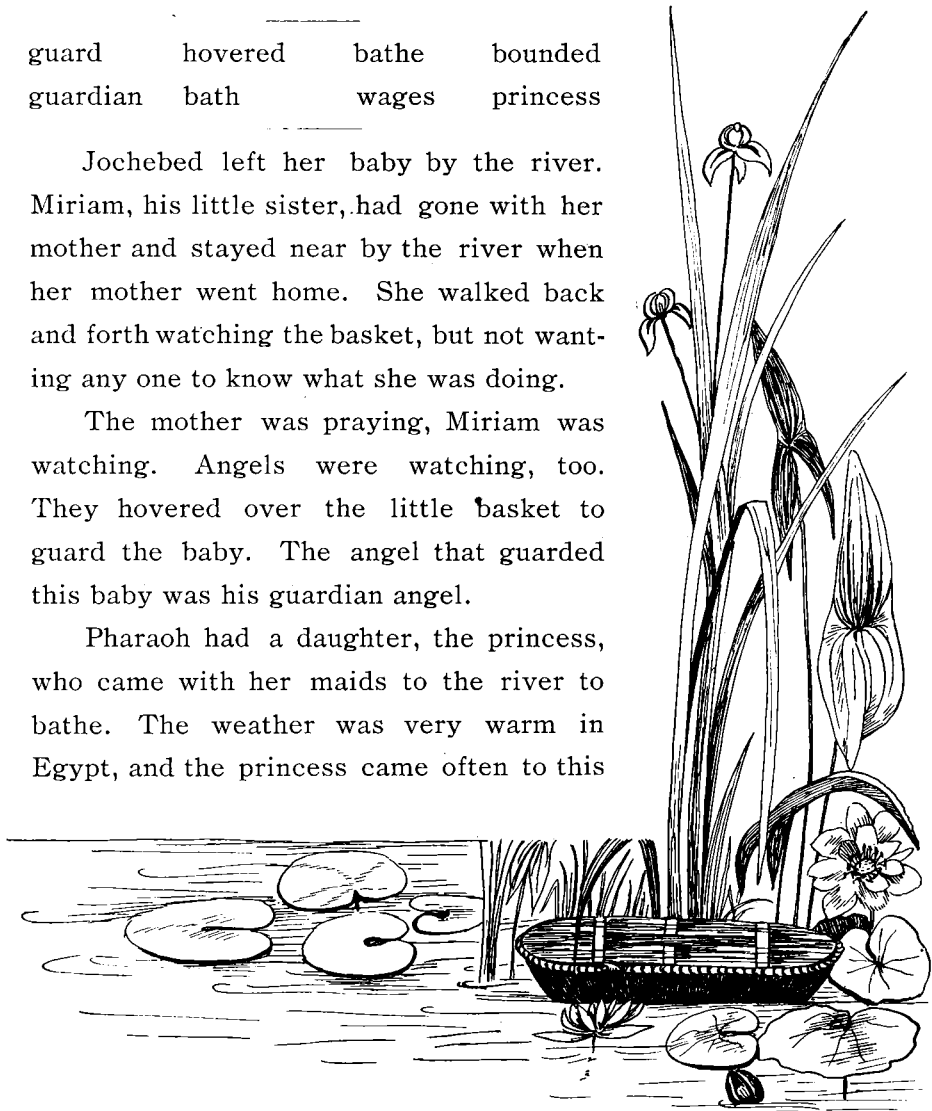 guard hovered bathe bounded
guardian bath wages princess
Jochebed left her baby by the river.
Miriam, his little sister, had gone with her
mother and stayed near by the river when
her mother went home. She walked back
and forth watching the basket, but not want-
ing any one to know what she was doing.
The mother was praying, Miriam was
watching. Angels were watching, too.
They hovered over the little basket to
guard the baby. The angel that guarded
this baby was his guardian angel.
Pharaoh had a daughter, the princess,
who came with her maids to the river to
bathe. The weather was very warm in
Egypt, and the princess came often to this